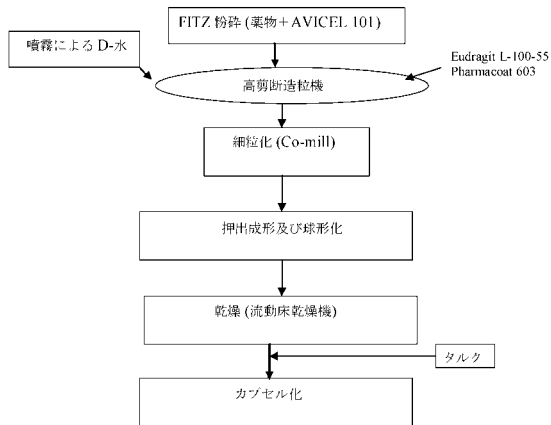 FITZ 粉砕 (薬物＋AVICEL 101)
噴霧による D-水
Eudragit L-100-55
Pharmacoat 603
高剪断造粒機
細粒化 (Co-mill)
押出成形及び球形化
乾燥 (流動床乾燥機)
タルク
カプセル化